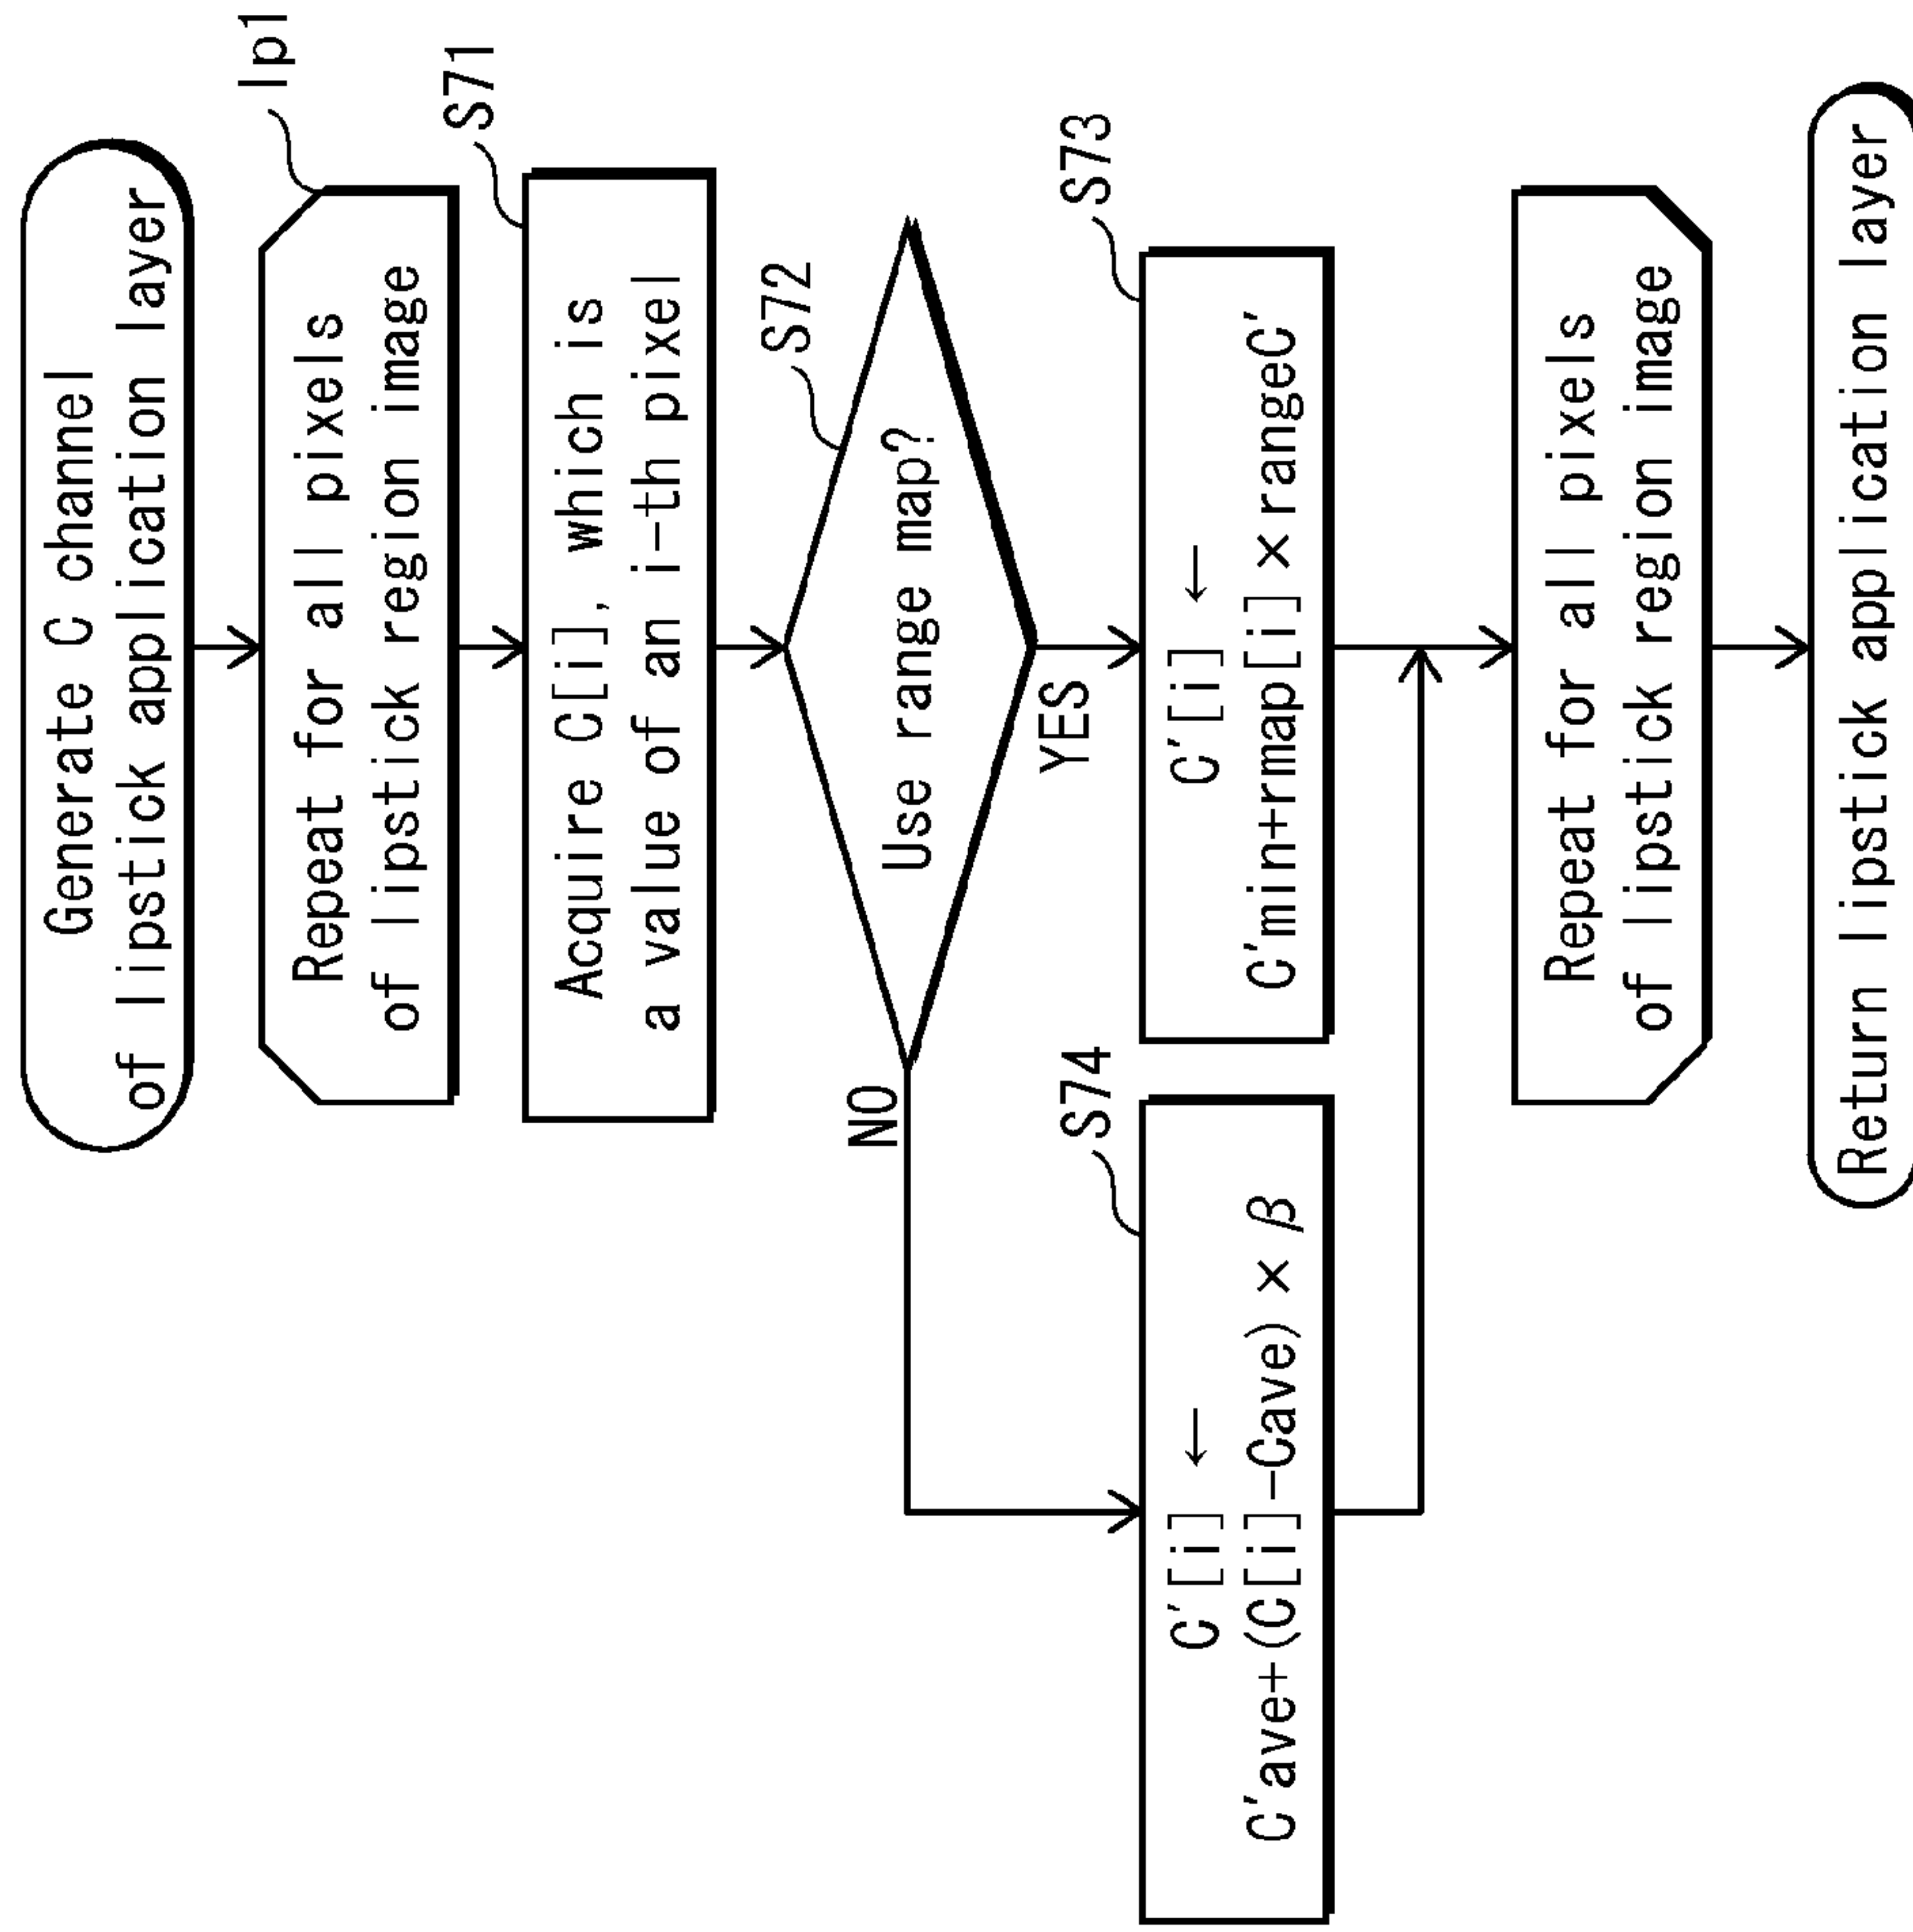 Generate C channel
of lipstick application layer
lp1
Repeat for all pixels
of lipstick region image
S71
Acquire C[i], which is
a value of an i-th pixel
S72
Use range map?
NO
YES
S74
C'[i] ←
C'ave+(C[i]-Cave) × β
S73
C'[i] ←
C'min+rmap[i] × rangeC'
Repeat for all pixels
of lipstick region image
Return lipstick application layer